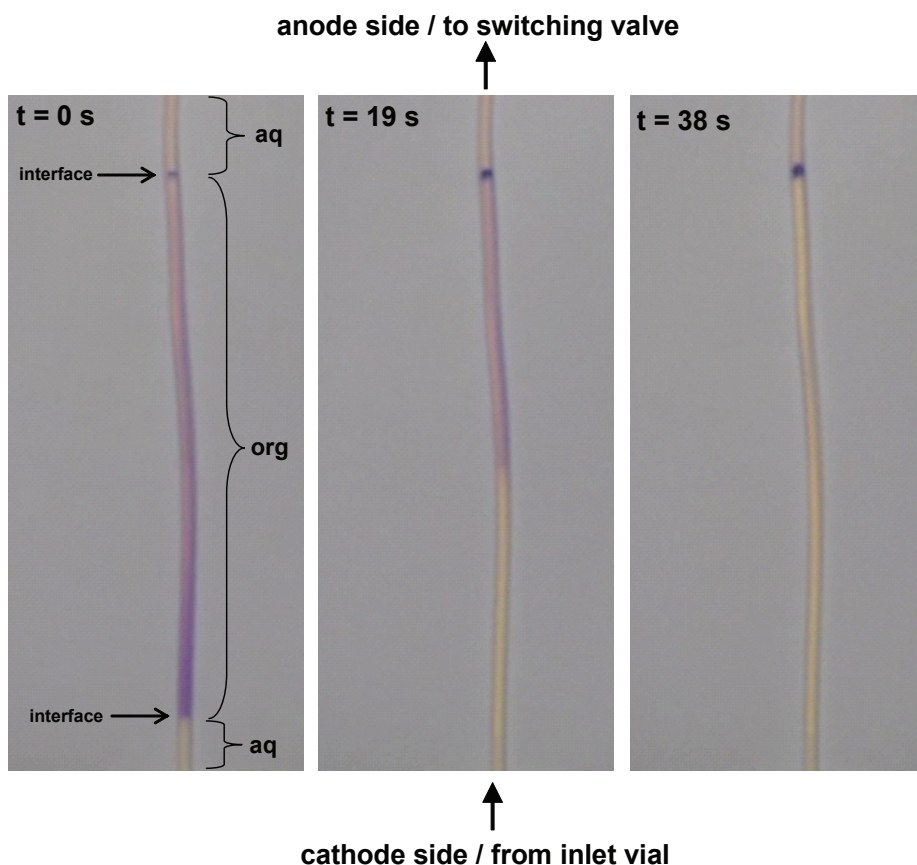 anode side / to switching valve
t = 0 s
aq
interface
org
interface
aq
t = 19 s
t = 38 s
cathode side / from inlet vial